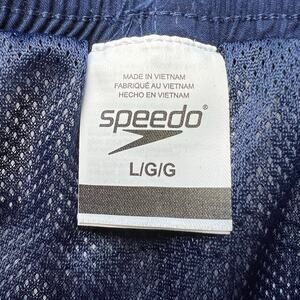 MADE IN VIETNAM
FABRIQUÉ AU VIETNAM
HECHO EN VIETNAM
speedo®
L/G/G